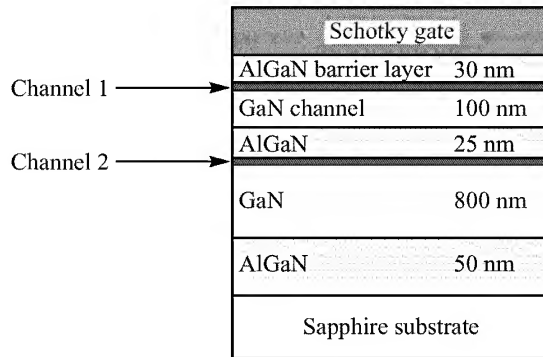 Schotky gate
AlGaN barrier layer 30 nm
Channel 1
GaN channel 100 nm
AlGaN 25 nm
Channel 2
GaN 800 nm
AlGaN 50 nm
Sapphire substrate